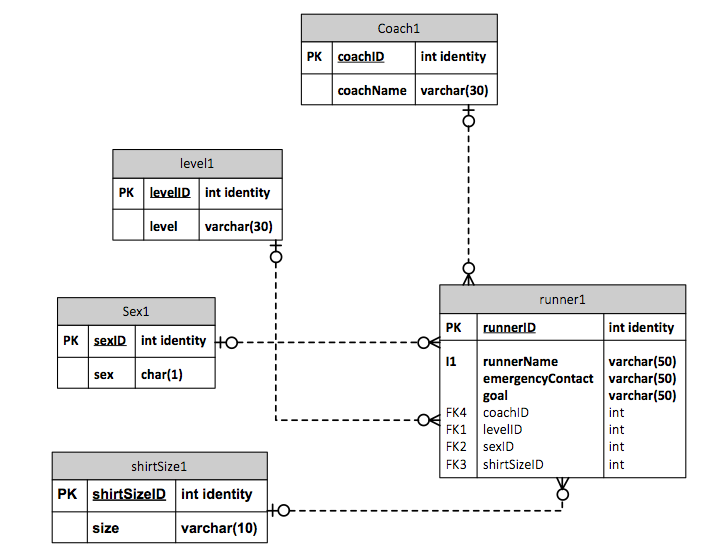 Coach1
PK coachID int identity
coachName varchar(30)
level1
PK levelID int identity
level varchar(30)
Sex1
PK sexID int identity
sex char(1)
runner1
PK runnerID int identity
I1 runnerName varchar(50)
emergencyContact varchar(50)
goal varchar(50)
FK4 coachID int
FK1 levelID int
FK2 sexID int
FK3 shirtSizeID int
shirtSize1
PK shirtSizeID int identity
size varchar(10)